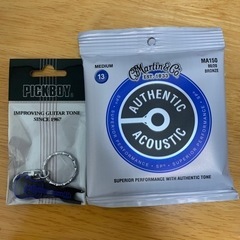 PICKBOY
IMPROVING GUITAR TONE
SINCE 1967
MEDIUM
13
Martin & Co
EST. 1833
MA150
80/20
BRONZE
AUTHENTIC
ACOUSTIC
SUPERIOR PERFORMANCE WITH AUTHENTIC TONE